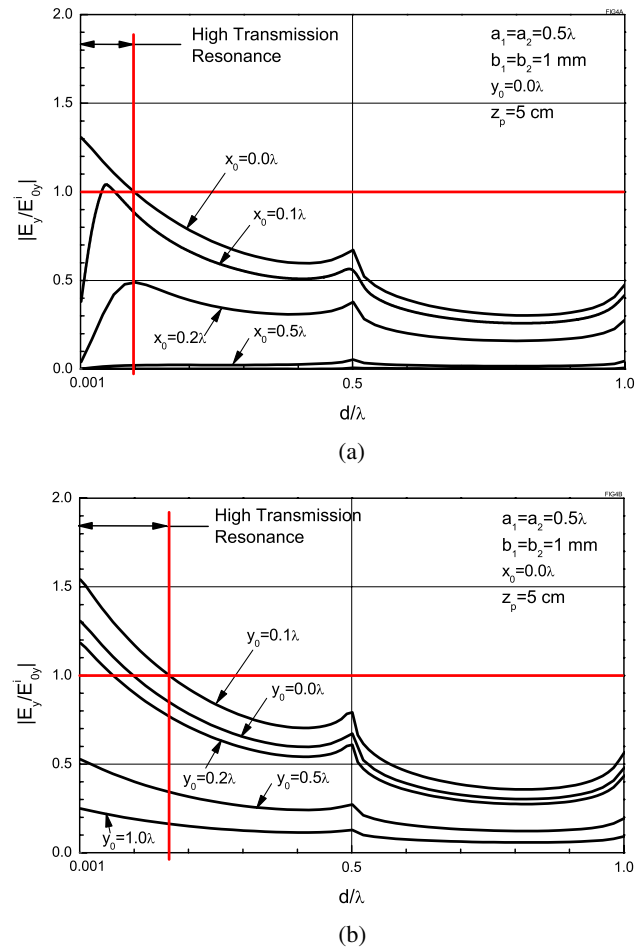 FIG4A
High Transmission
Resonance
a₁=a₂=0.5λ
b₁=b₂=1 mm
y₀=0.0λ
zₚ=5 cm
2.0
1.5
1.0
0.5
0.0
|E_y/E^i_0y|
x₀=0.0λ
x₀=0.1λ
x₀=0.2λ
x₀=0.5λ
0.001
0.5
1.0
d/λ
(a)
FIG4B
High Transmission
Resonance
a₁=a₂=0.5λ
b₁=b₂=1 mm
x₀=0.0λ
zₚ=5 cm
2.0
1.5
1.0
0.5
0.0
|E_y/E^i_0y|
y₀=0.1λ
y₀=0.0λ
y₀=0.2λ
y₀=0.5λ
y₀=1.0λ
0.001
0.5
1.0
d/λ
(b)